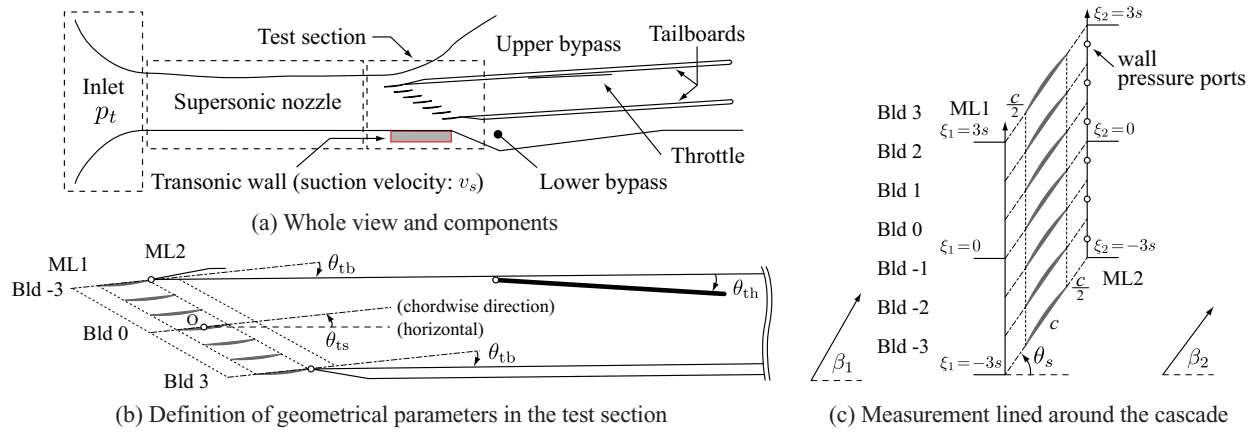 Test section
Upper bypass
Tailboards
Inlet
p_t
Supersonic nozzle
Throttle
Transonic wall (suction velocity: v_s)
Lower bypass
(a) Whole view and components
ML1
ML2
Bld -3
θ_tb
θ_th
(chordwise direction)
O
(horizontal)
Bld 0
θ_ts
θ_tb
Bld 3
(b) Definition of geometrical parameters in the test section
ξ_2=3s
wall
pressure ports
Bld 3
ML1
c/2
ξ_1=3s
ξ_2=0
Bld 2
Bld 1
Bld 0
ξ_1=0
ξ_2=−3s
Bld -1
ML2
c/2
Bld -2
c
Bld -3
ξ_1=−3s
θ_s
β_1
β_2
(c) Measurement lined around the cascade